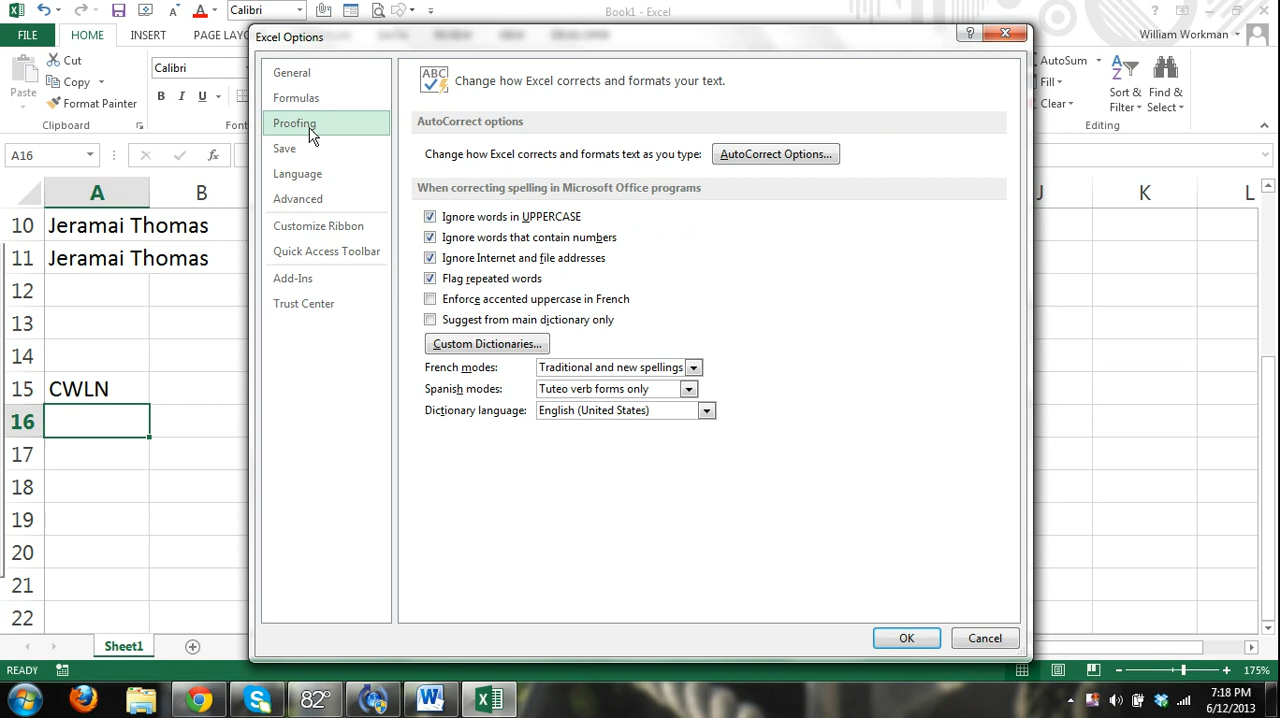 Calibri
Book1 - Excel
Excel Options
FILE
HOME
INSERT
PAGE LAYO
William Workman
Cut
Copy
Format Painter
Paste
Clipboard
Calibri
B I U
Font
AutoSum
Fill
Clear
Sort & Filter
Find & Select
Editing
A16
fx
A B J K L
10 Jeramai Thomas
11 Jeramai Thomas
12
13
14
15 CWLN
16
17
18
19
20
21
22
General
Formulas
Proofing
Save
Language
Advanced
Customize Ribbon
Quick Access Toolbar
Add-Ins
Trust Center
ABC
Change how Excel corrects and formats your text.
AutoCorrect options
Change how Excel corrects and formats text as you type: AutoCorrect Options...
When correcting spelling in Microsoft Office programs
Ignore words in UPPERCASE
Ignore words that contain numbers
Ignore Internet and file addresses
Flag repeated words
Enforce accented uppercase in French
Suggest from main dictionary only
Custom Dictionaries...
French modes: Traditional and new spellings
Spanish modes: Tuteo verb forms only
Dictionary language: English (United States)
OK Cancel
Sheet1
READY
175%
82°
7:18 PM
6/12/2013